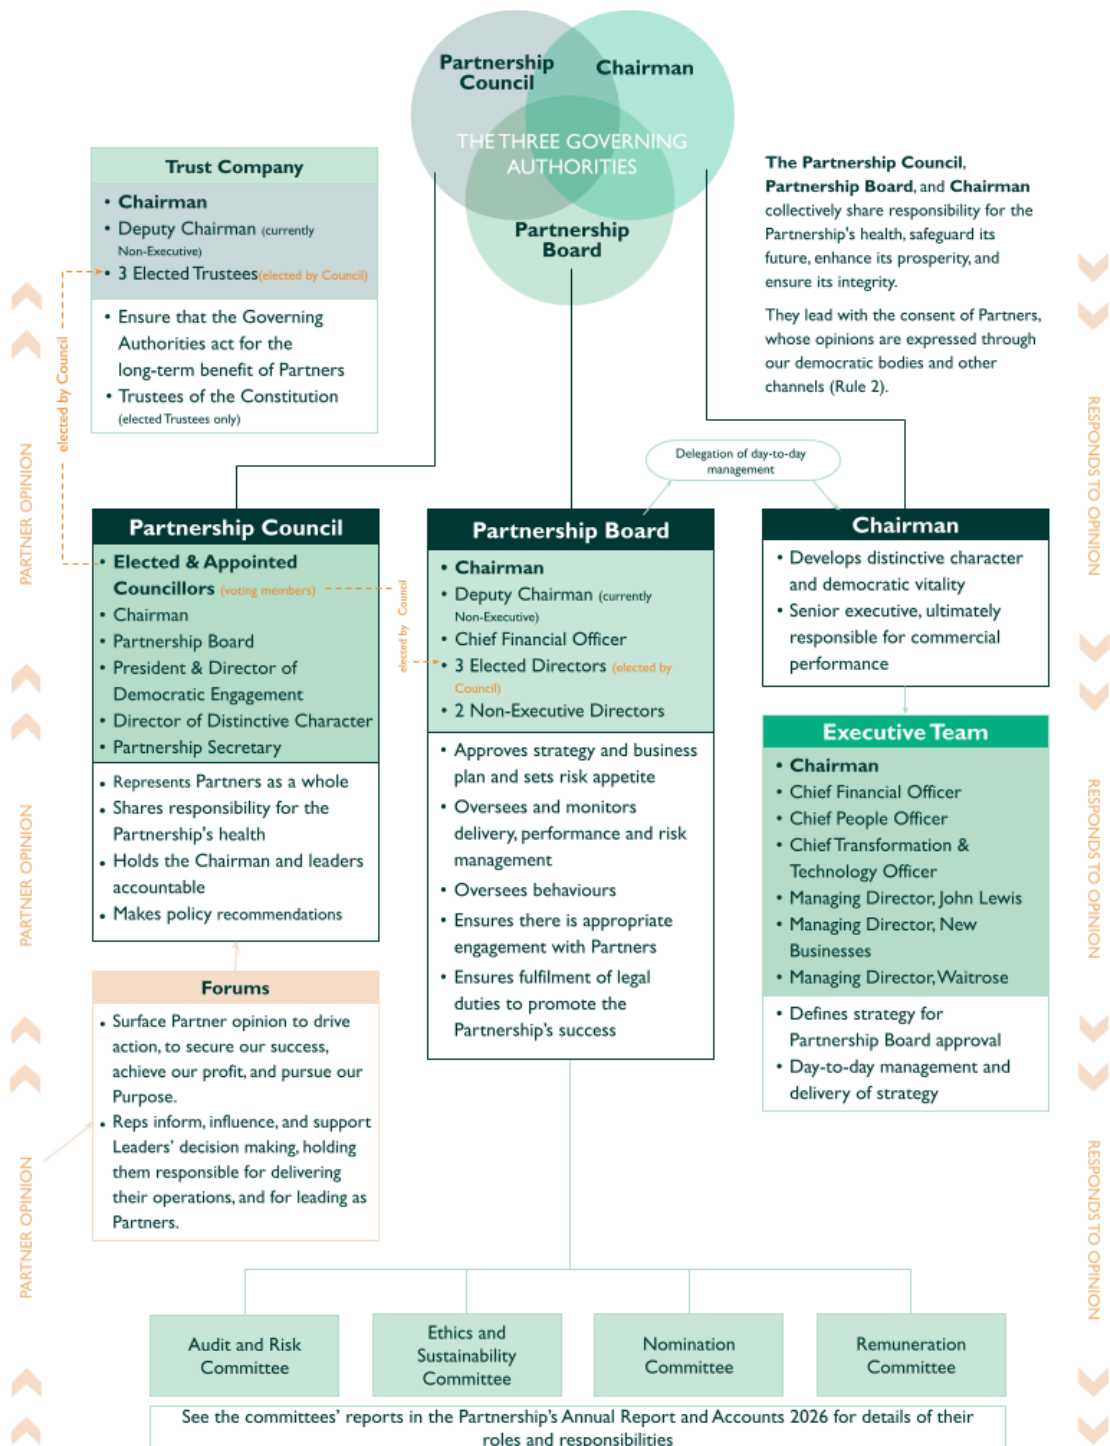 Partnership
Council
Chairman
THE THREE GOVERNING
AUTHORITIES
Partnership
Board
Trust Company
• Chairman
• Deputy Chairman (currently
Non-Executive)
• 3 Elected Trustees(elected by Council)
• Ensure that the Governing
Authorities act for the
long-term benefit of Partners
• Trustees of the Constitution
(elected Trustees only)
The Partnership Council,
Partnership Board, and Chairman
collectively share responsibility for the
Partnership's health, safeguard its
future, enhance its prosperity, and
ensure its integrity.
They lead with the consent of Partners,
whose opinions are expressed through
our democratic bodies and other
channels (Rule 2).
elected by Council
PARTNER OPINION
RESPONDS TO OPINION
Delegation of day-to-day
management
Partnership Council
• Elected & Appointed
Councillors (voting members)
• Chairman
• Partnership Board
• President & Director of
Democratic Engagement
• Director of Distinctive Character
• Partnership Secretary
• Represents Partners as a whole
• Shares responsibility for the
Partnership's health
• Holds the Chairman and leaders
accountable
• Makes policy recommendations
elected by Council
Partnership Board
• Chairman
• Deputy Chairman (currently
Non-Executive)
• Chief Financial Officer
• 3 Elected Directors (elected by
Council)
• 2 Non-Executive Directors
• Approves strategy and business
plan and sets risk appetite
• Oversees and monitors
delivery, performance and risk
management
• Oversees behaviours
• Ensures there is appropriate
engagement with Partners
• Ensures fulfilment of legal
duties to promote the
Partnership's success
Chairman
• Develops distinctive character
and democratic vitality
• Senior executive, ultimately
responsible for commercial
performance
Executive Team
• Chairman
• Chief Financial Officer
• Chief People Officer
• Chief Transformation &
Technology Officer
• Managing Director, John Lewis
• Managing Director, New
Businesses
• Managing Director, Waitrose
• Defines strategy for
Partnership Board approval
• Day-to-day management and
delivery of strategy
PARTNER OPINION
RESPONDS TO OPINION
Forums
• Surface Partner opinion to drive
action, to secure our success,
achieve our profit, and pursue our
Purpose.
• Reps inform, influence, and support
Leaders' decision making, holding
them responsible for delivering
their operations, and for leading as
Partners.
PARTNER OPINION
RESPONDS TO OPINION
Audit and Risk
Committee
Ethics and
Sustainability
Committee
Nomination
Committee
Remuneration
Committee
See the committees' reports in the Partnership's Annual Report and Accounts 2026 for details of their
roles and responsibilities